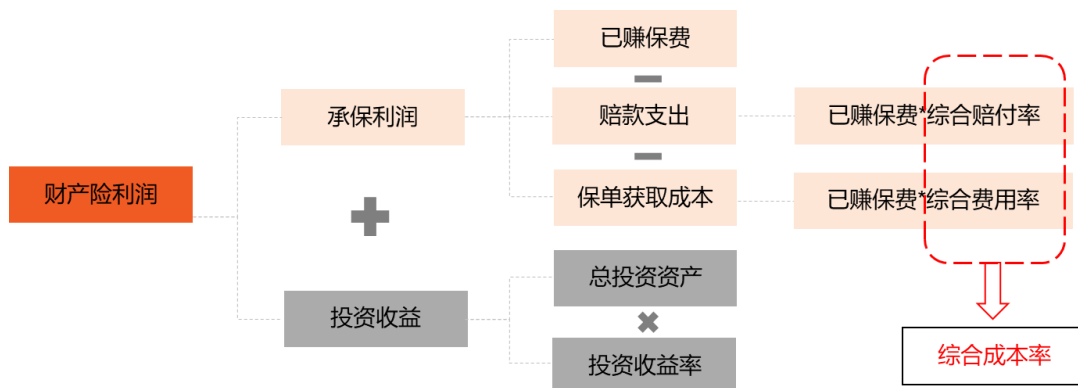 已赚保费
承保利润
赔款支出
已赚保费*综合赔付率
财产险利润
保单获取成本
已赚保费*综合费用率
总投资资产
投资收益
投资收益率
综合成本率